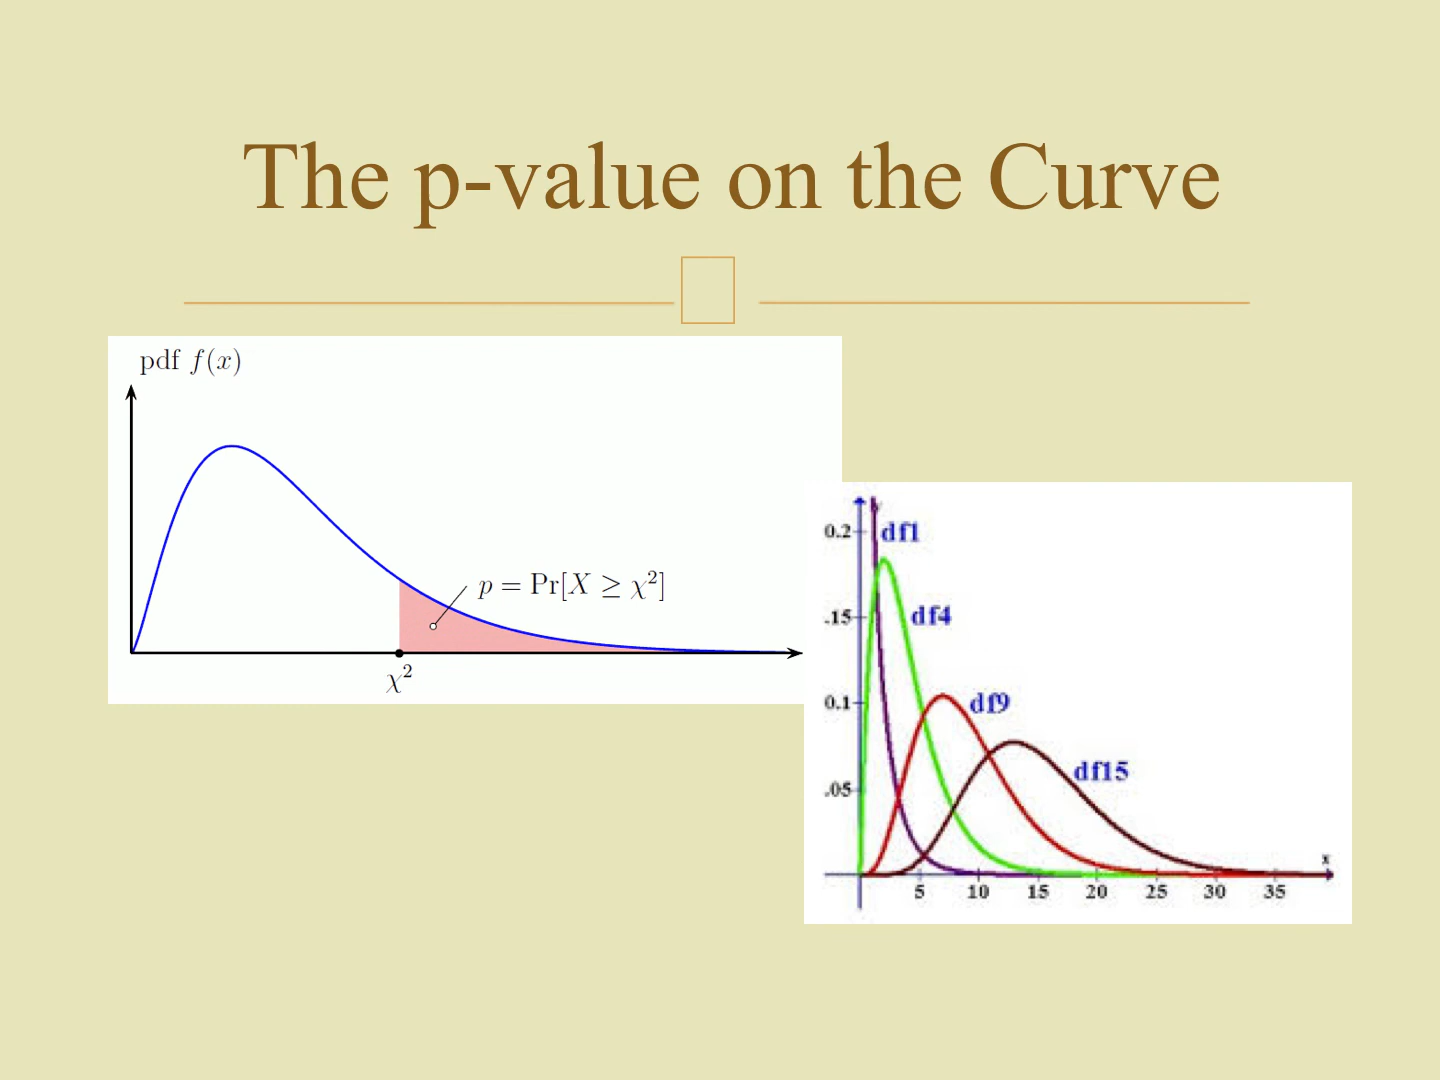 The p-value on the Curve
pdf f(x)
p = Pr[X ≥ χ²]
χ²
0.2
df1
.15
df4
0.1
df9
df15
.05
x
5 10 15 20 25 30 35